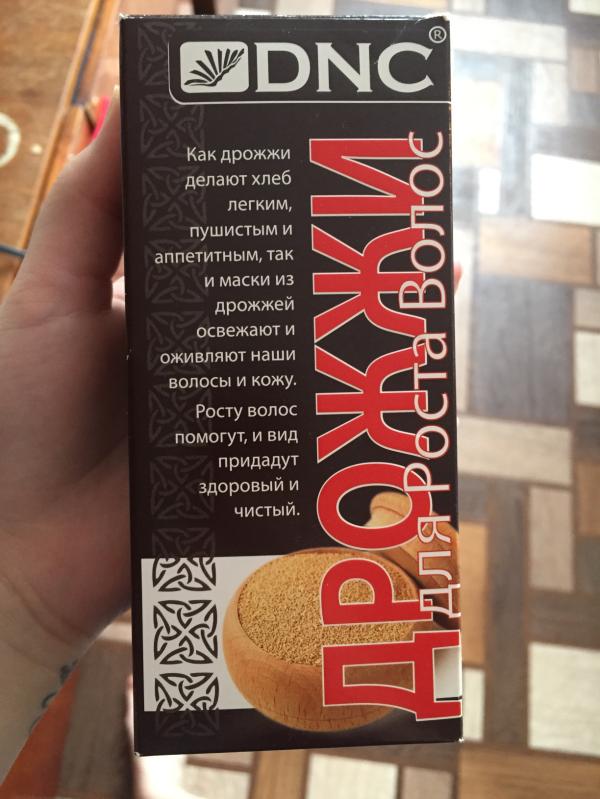 DNC®
Как дрожжи
делают хлеб
легким,
пушистым и
аппетитным, так
и маски из
дрожжей
освежают и
оживляют наши
волосы и кожу.
Росту волос
помогут, и вид
придадут
здоровый и
чистый.
ДРОЖЖИ
для Роста Волос